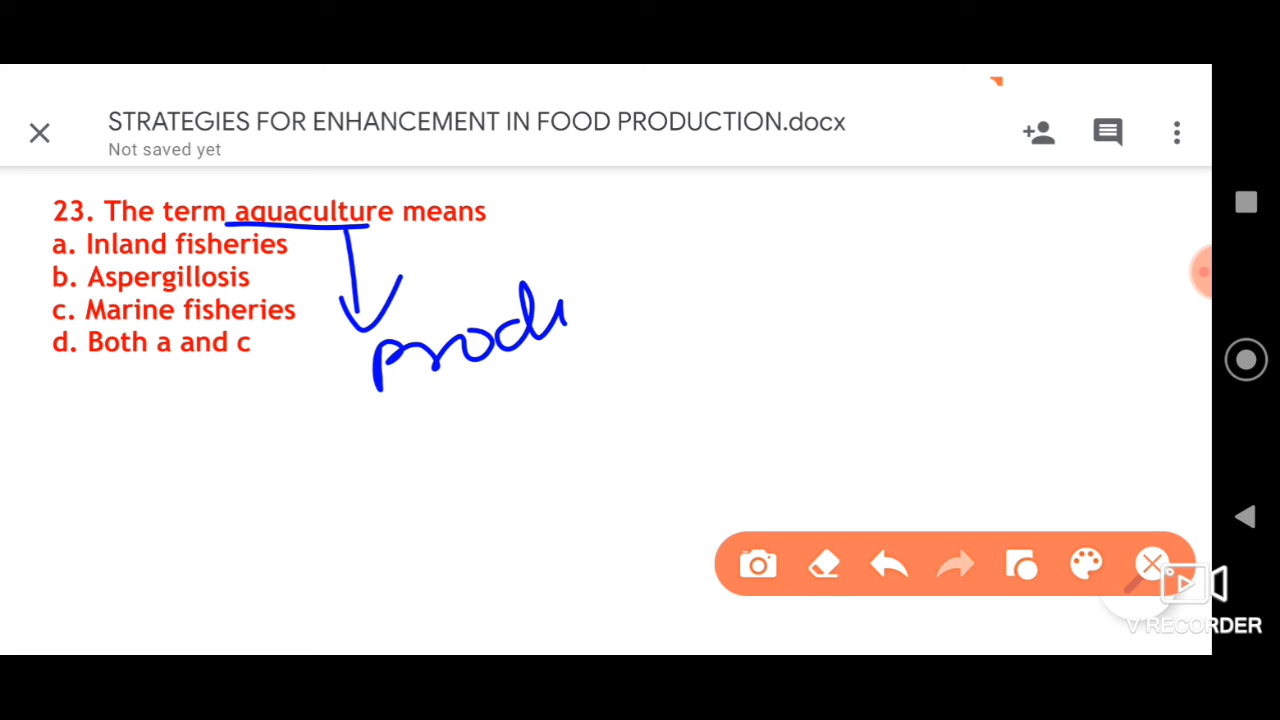 STRATEGIES FOR ENHANCEMENT IN FOOD PRODUCTION.docx
Not saved yet
23. The term aquaculture means
a. Inland fisheries
b. Aspergillosis
c. Marine fisheries
d. Both a and c
produ
V RECORDER